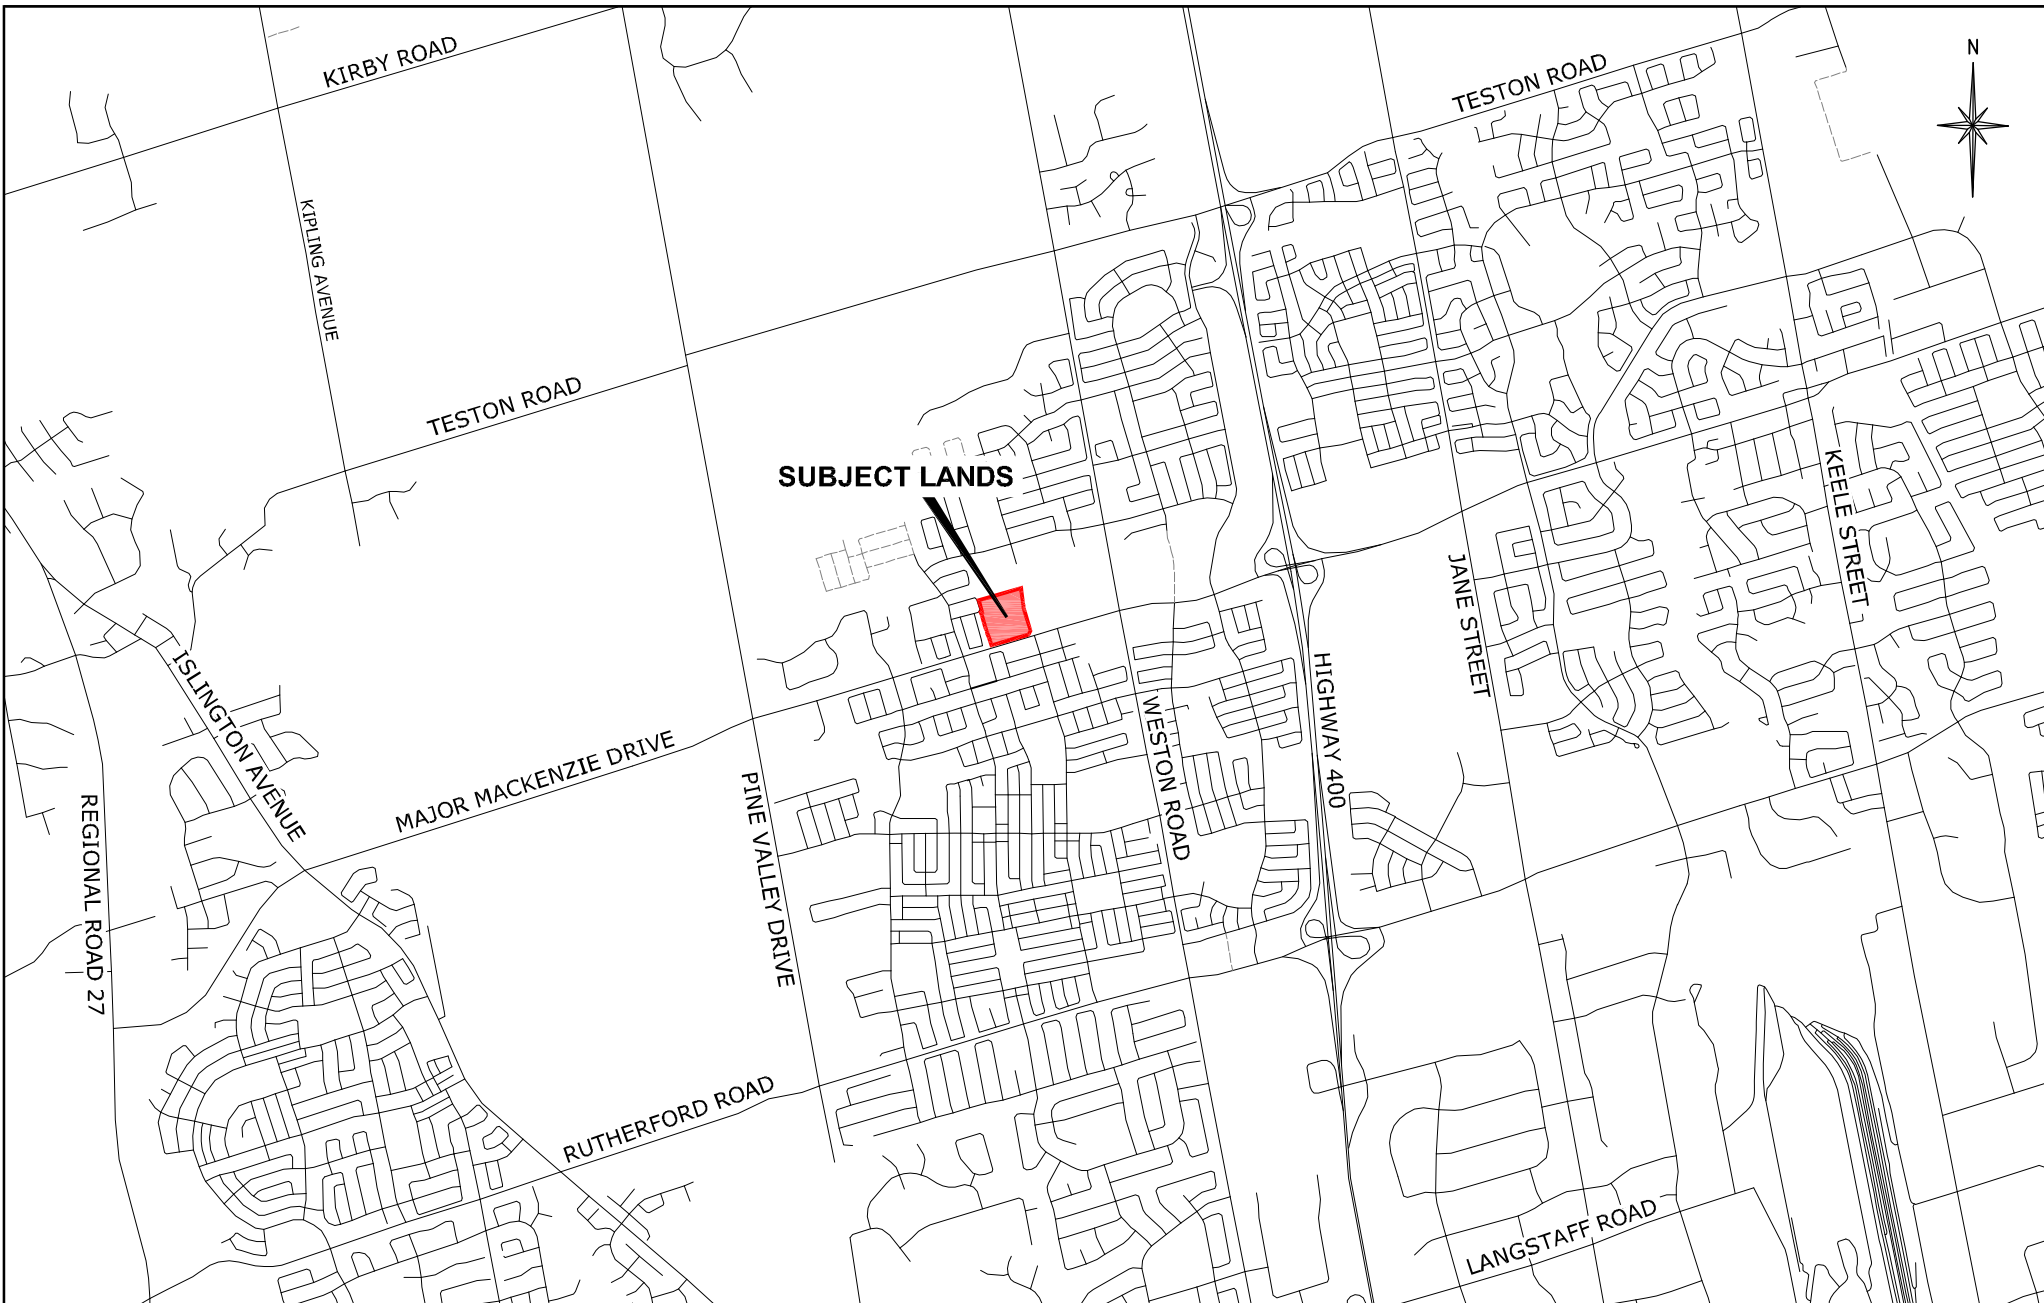 KIRBY ROAD
N
TESTON ROAD
KIPLING AVENUE
TESTON ROAD
SUBJECT LANDS
KEELE STREET
JANE STREET
ISLINGTON AVENUE
HIGHWAY 400
WESTON ROAD
MAJOR MACKENZIE DRIVE
PINE VALLEY DRIVE
REGIONAL ROAD 27
RUTHERFORD ROAD
LANGSTAFF ROAD